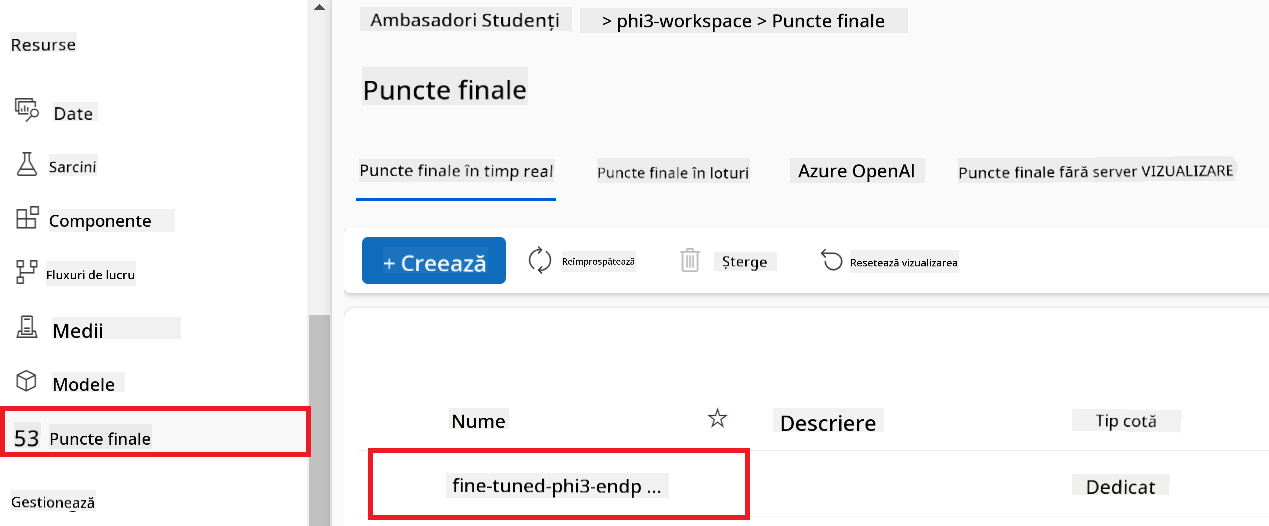 Resurse
Date
Sarcini
Componente
Fluxuri de lucru
Medii
Modele
53 Puncte finale
Gestionează
Ambasadori Studenți > phi3-workspace > Puncte finale
Puncte finale
Puncte finale în timp real Puncte finale în loturi Azure OpenAI Puncte finale fără server VIZUALIZARE
+ Creează Reîmprospătează Șterge Resetează vizualizarea
Nume Descriere Tip cotă
fine-tuned-phi3-endp ... Dedicat